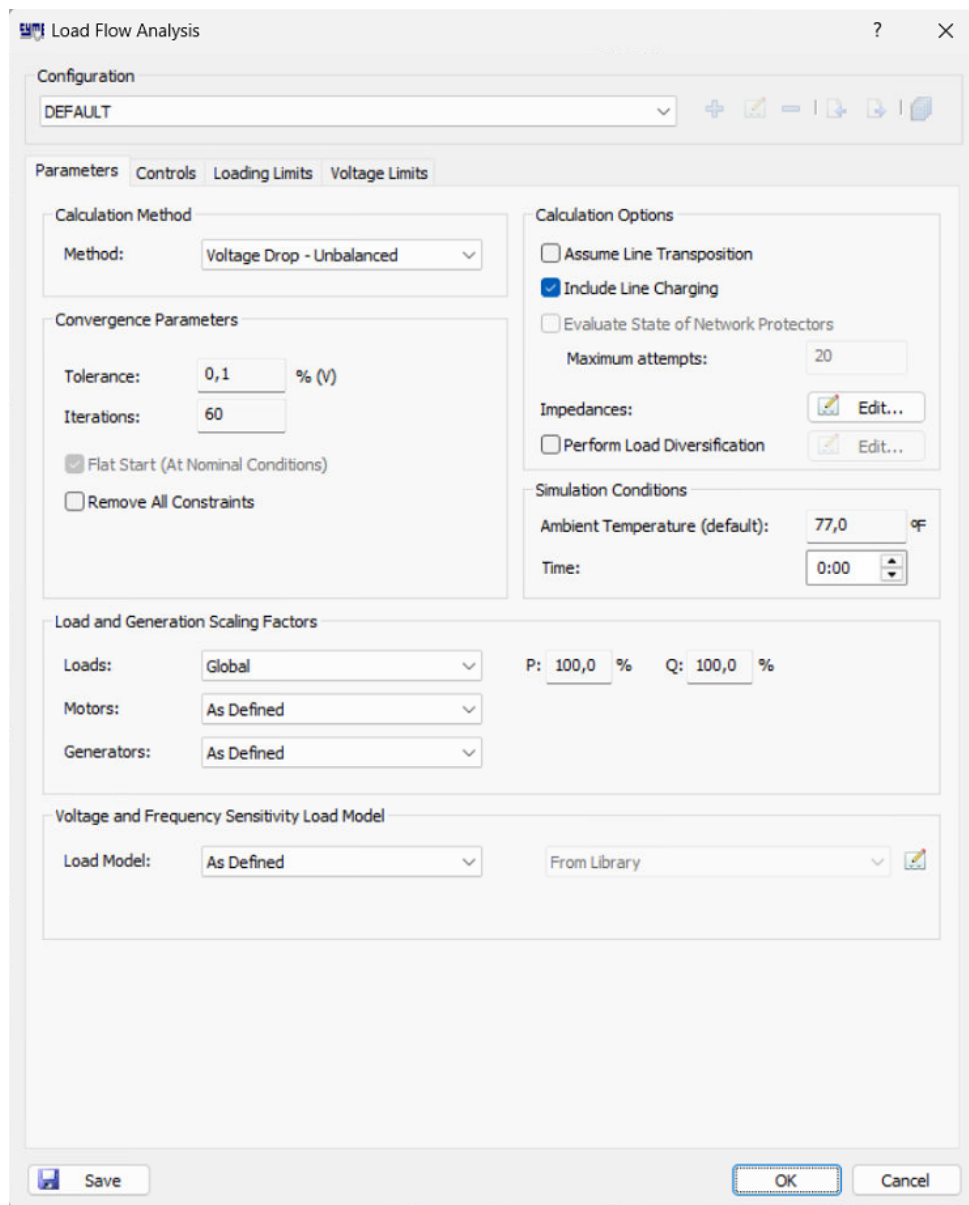 CYME Load Flow Analysis ?
Configuration
DEFAULT
Parameters Controls Loading Limits Voltage Limits
Calculation Method
Method: Voltage Drop - Unbalanced
Convergence Parameters
Tolerance: 0,1 % (V)
Iterations: 60
Flat Start (At Nominal Conditions)
Remove All Constraints
Calculation Options
Assume Line Transposition
Include Line Charging
Evaluate State of Network Protectors
Maximum attempts: 20
Impedances: Edit...
Perform Load Diversification Edit...
Simulation Conditions
Ambient Temperature (default): 77,0 °F
Time: 0:00
Load and Generation Scaling Factors
Loads: Global P: 100,0 % Q: 100,0 %
Motors: As Defined
Generators: As Defined
Voltage and Frequency Sensitivity Load Model
Load Model: As Defined From Library
Save OK Cancel